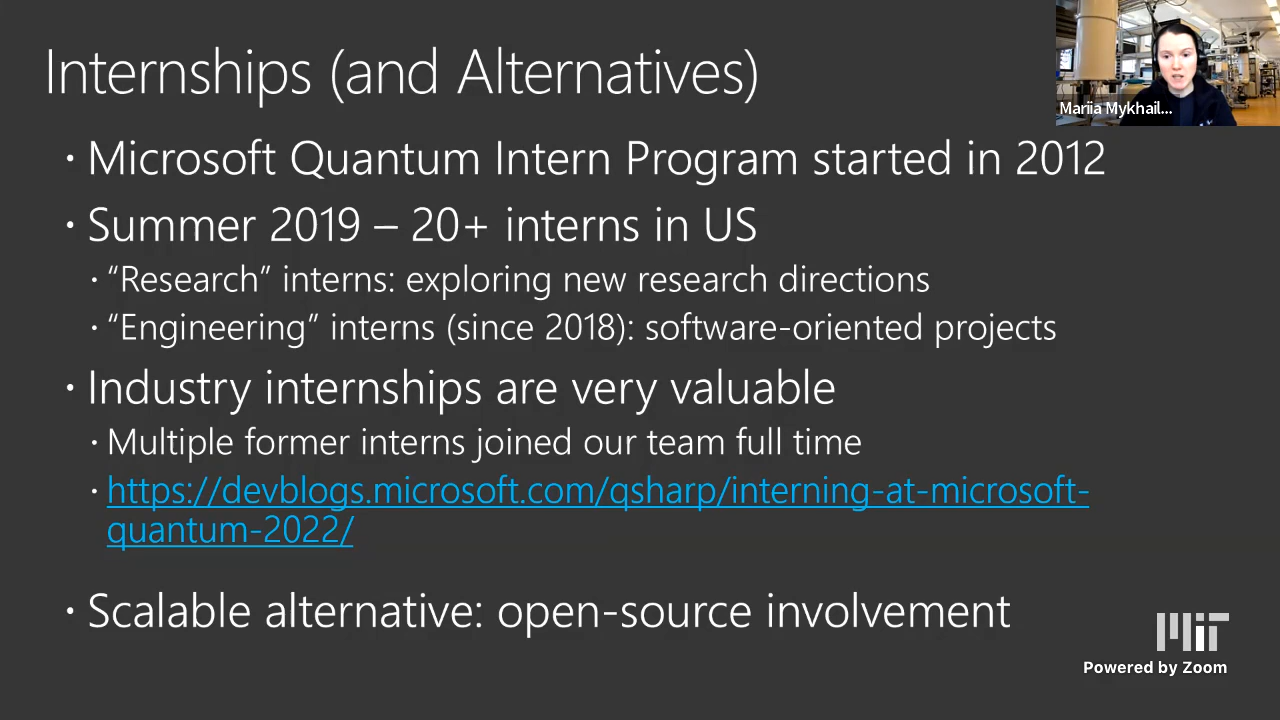 Internships (and Alternatives)
Mariia Mykhail...
· Microsoft Quantum Intern Program started in 2012
· Summer 2019 – 20+ interns in US
· “Research” interns: exploring new research directions
· “Engineering” interns (since 2018): software-oriented projects
· Industry internships are very valuable
· Multiple former interns joined our team full time
· https://devblogs.microsoft.com/qsharp/interning-at-microsoft-
quantum-2022/
· Scalable alternative: open-source involvement
MIT
Powered by Zoom